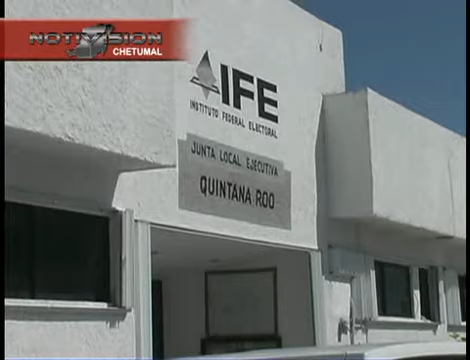 NOTIVISION
CHETUMAL
IFE
INSTITUTO FEDERAL ELECTORAL
JUNTA LOCAL EJECUTIVA
QUINTANA ROO